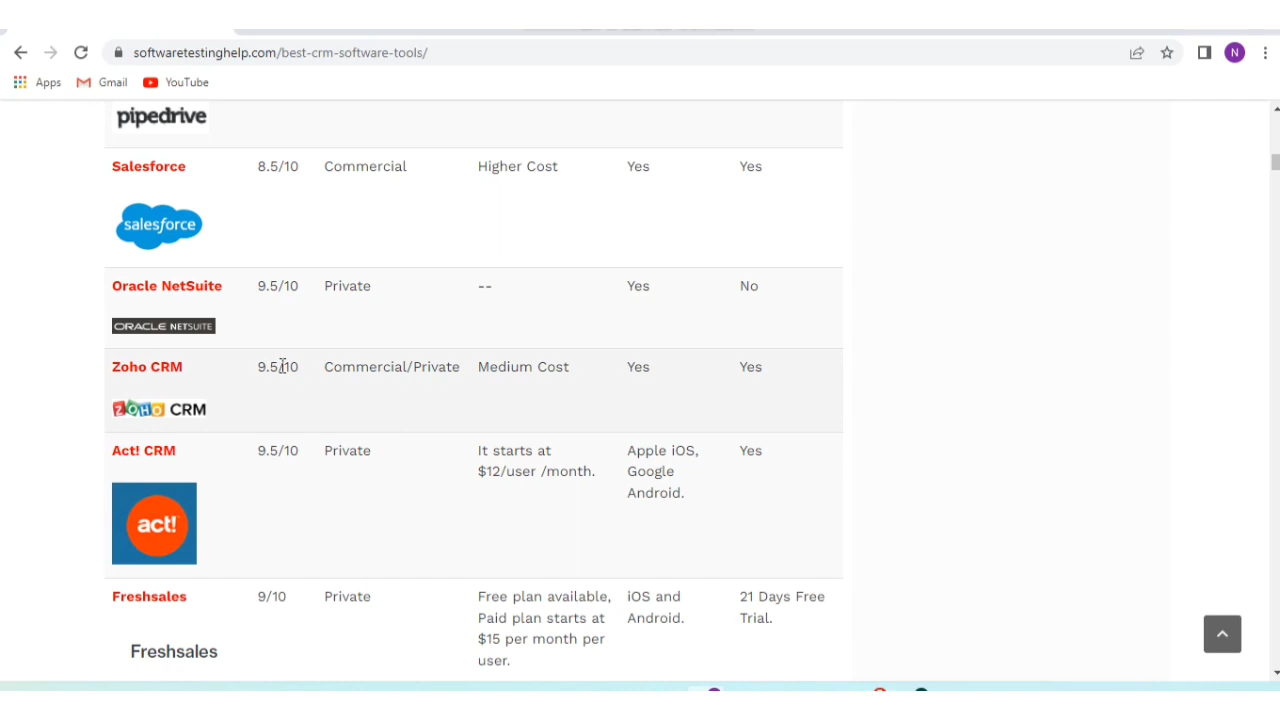 softwaretestinghelp.com/best-crm-software-tools/
N
Apps Gmail YouTube
pipedrive
Salesforce 8.5/10 Commercial Higher Cost Yes Yes
salesforce
Oracle NetSuite 9.5/10 Private -- Yes No
ORACLE NETSUITE
Zoho CRM 9.5/10 Commercial/Private Medium Cost Yes Yes
ZOHO CRM
Act! CRM 9.5/10 Private It starts at Apple iOS, Yes
$12/user /month. Google
Android.
act!
Freshsales 9/10 Private Free plan available, iOS and 21 Days Free
Paid plan starts at Android. Trial.
$15 per month per
Freshsales
user.